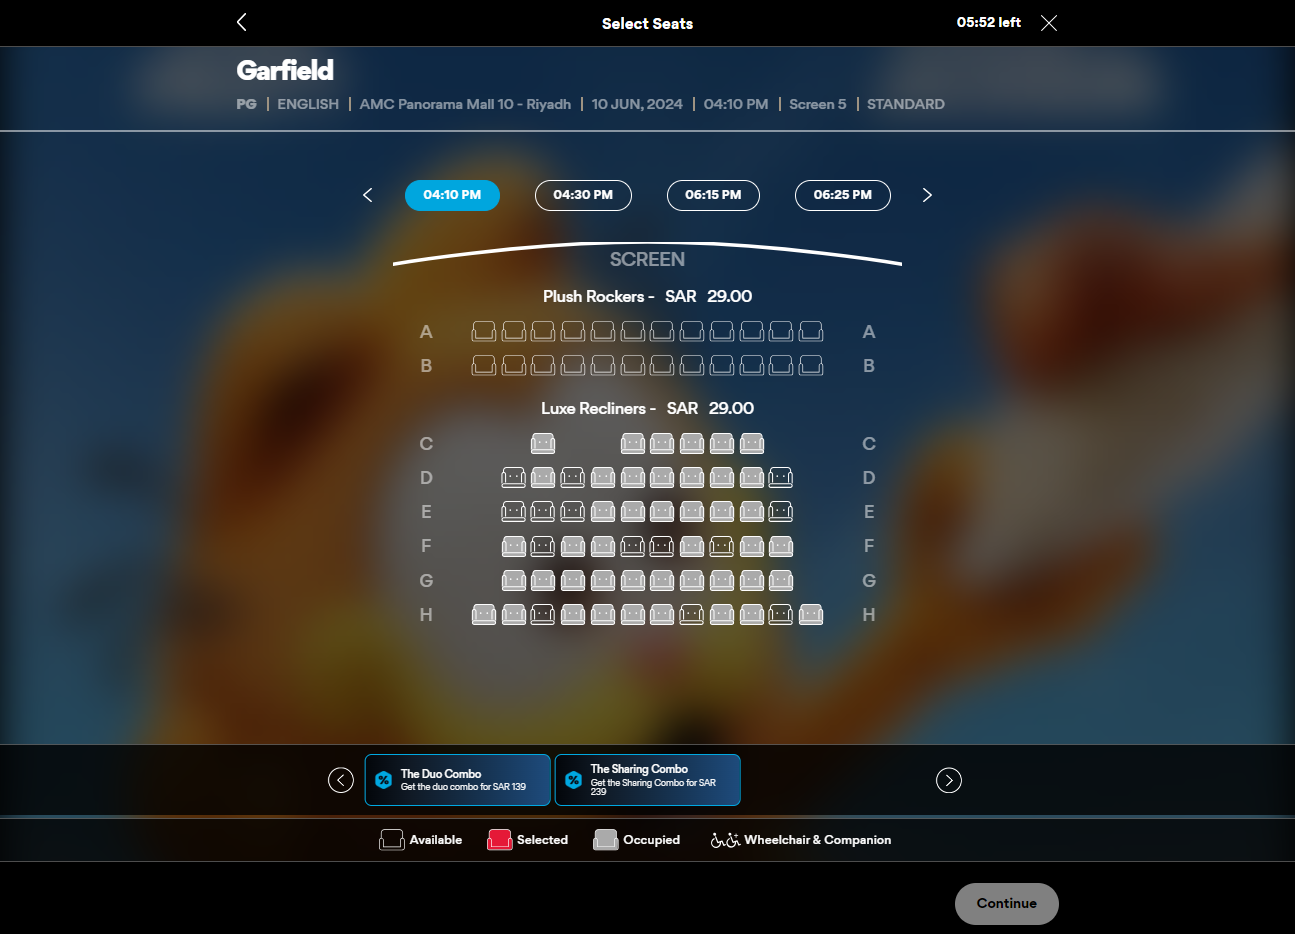 Select Seats
05:52 left
Garfield
PG | ENGLISH | AMC Panorama Mall 10 - Riyadh | 10 JUN, 2024 | 04:10 PM | Screen 5 | STANDARD
04:10 PM 04:30 PM 06:15 PM 06:25 PM
SCREEN
Plush Rockers - SAR 29.00
A A
B B
Luxe Recliners - SAR 29.00
C C
D D
E E
F F
G G
H H
The Duo Combo
Get the duo combo for SAR 139
The Sharing Combo
Get the Sharing Combo for SAR
239
Available Selected Occupied Wheelchair & Companion
Continue